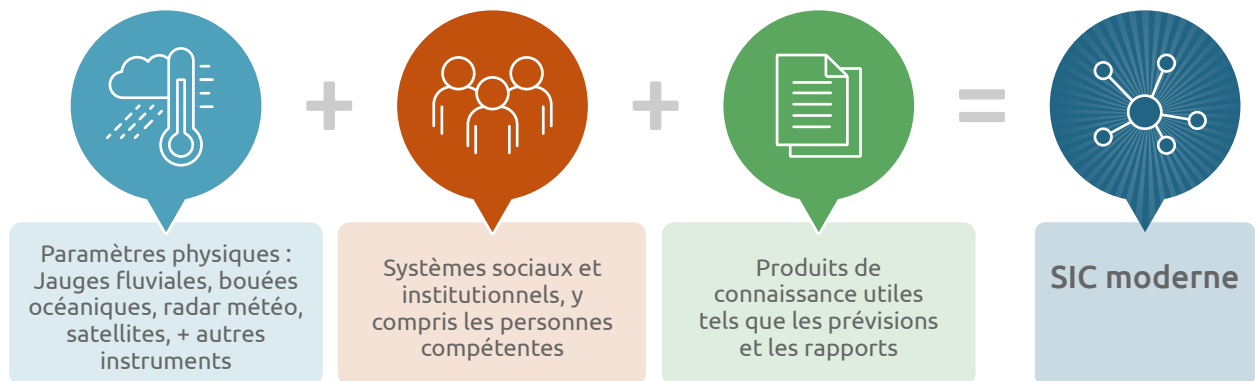 Paramètres physiques :
Jauges fluviales, bouées
océaniques, radar météo,
satellites, + autres
instruments
Systèmes sociaux et
institutionnels, y
compris les personnes
compétentes
Produits de
connaissance utiles
tels que les prévisions
et les rapports
SIC moderne